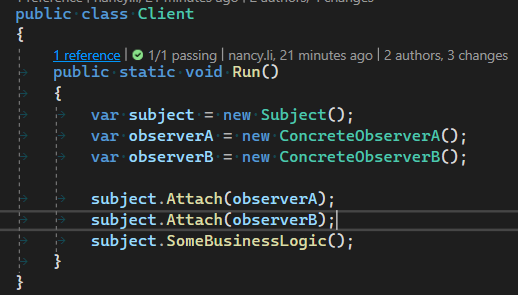 public class Client
{
1 reference | 1/1 passing | nancy.li, 21 minutes ago | 2 authors, 3 changes
public static void Run()
{
var subject = new Subject();
var observerA = new ConcreteObserverA();
var observerB = new ConcreteObserverB();
subject.Attach(observerA);
subject.Attach(observerB);
subject.SomeBusinessLogic();
}
}